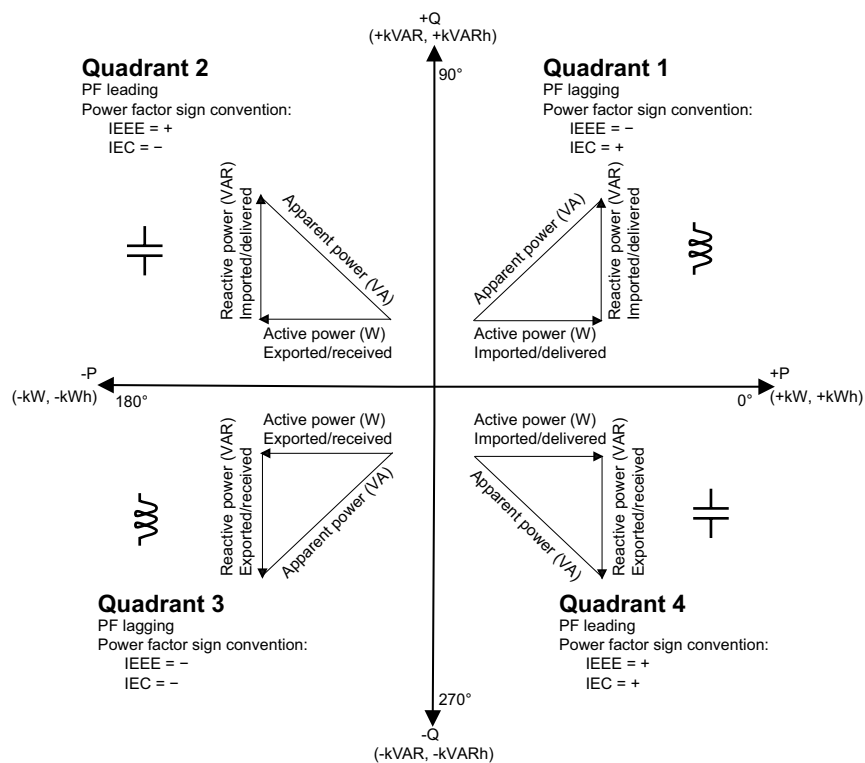 +Q
(+kVAR, +kVARh)
90°
Quadrant 2
PF leading
Power factor sign convention:
IEEE = +
IEC = −
Reactive power (VAR)
Imported/delivered
Apparent power (VA)
Active power (W)
Exported/received
Quadrant 1
PF lagging
Power factor sign convention:
IEEE = −
IEC = +
Apparent power (VA)
Reactive power (VAR)
Imported/delivered
Active power (W)
Imported/delivered
-P
(-kW, -kWh)
180°
0°
+P
(+kW, +kWh)
Active power (W)
Exported/received
Reactive power (VAR)
Exported/received
Apparent power (VA)
Quadrant 3
PF lagging
Power factor sign convention:
IEEE = −
IEC = −
Active power (W)
Imported/delivered
Apparent power (VA)
Reactive power (VAR)
Exported/received
Quadrant 4
PF leading
Power factor sign convention:
IEEE = +
IEC = +
270°
-Q
(-kVAR, -kVARh)